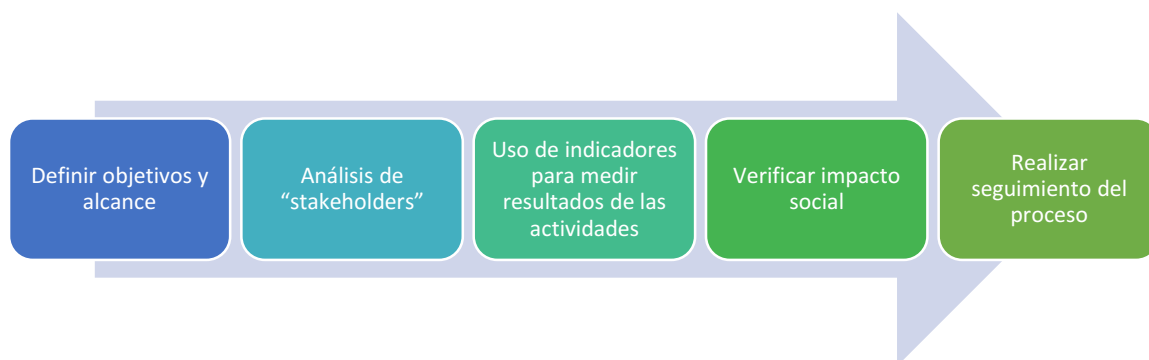 Definir objetivos y
alcance
Análisis de
“stakeholders”
Uso de indicadores
para medir
resultados de las
actividades
Verificar impacto
social
Realizar
seguimiento del
proceso